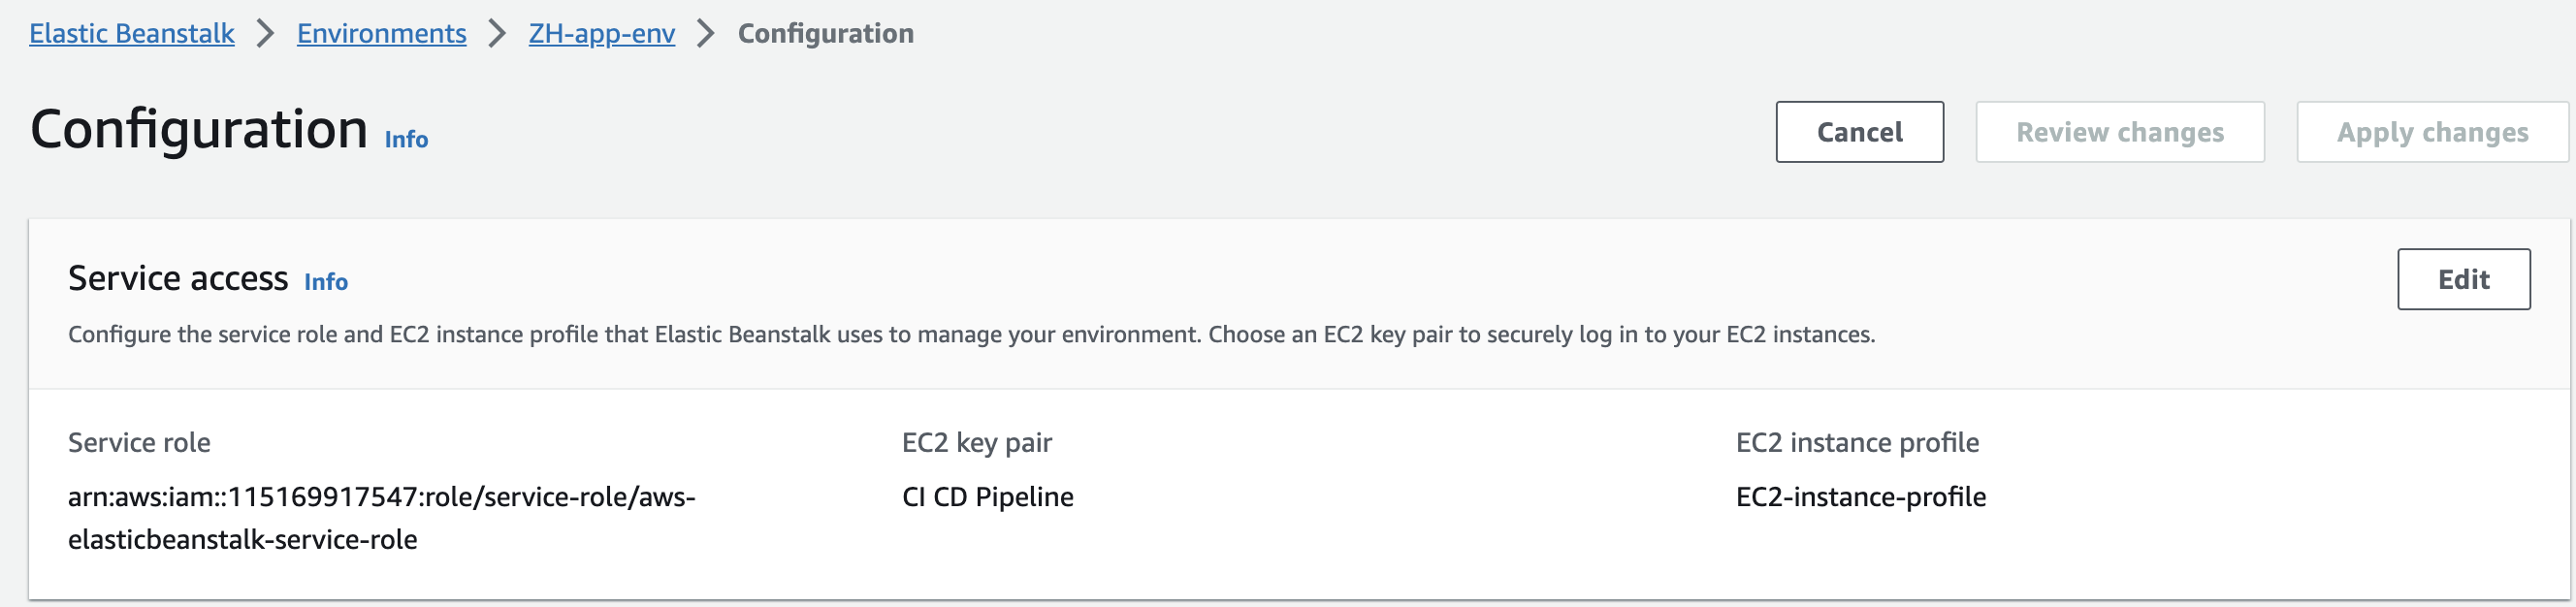 Elastic Beanstalk > Environments > ZH-app-env > Configuration
Configuration Info
Cancel
Review changes
Apply changes
Service access Info
Edit
Configure the service role and EC2 instance profile that Elastic Beanstalk uses to manage your environment. Choose an EC2 key pair to securely log in to your EC2 instances.
Service role
arn:aws:iam::115169917547:role/service-role/aws-
elasticbeanstalk-service-role
EC2 key pair
CI CD Pipeline
EC2 instance profile
EC2-instance-profile